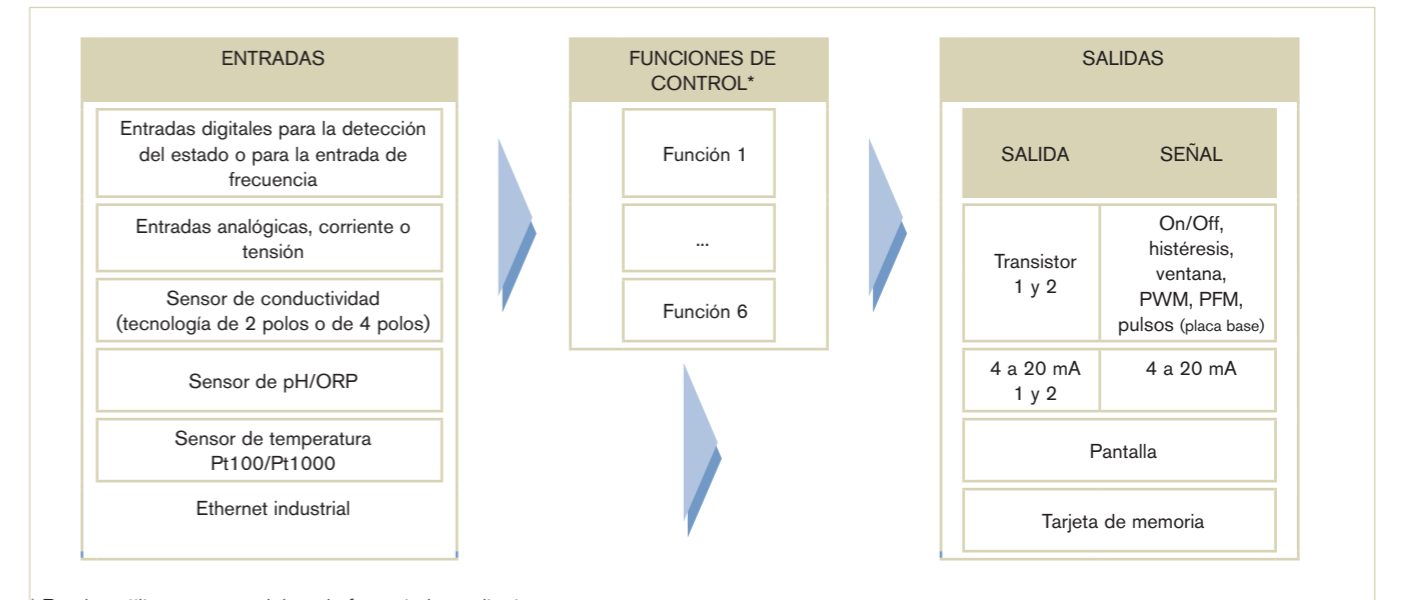 ENTRADAS
Entradas digitales para la detección
del estado o para la entrada de
frecuencia
Entradas analógicas, corriente o
tensión
Sensor de conductividad
(tecnología de 2 polos o de 4 polos)
Sensor de pH/ORP
Sensor de temperatura
Pt100/Pt1000
Ethernet industrial
FUNCIONES DE
CONTROL*
Función 1
...
Función 6
SALIDAS
SALIDA
SEÑAL
Transistor
1 y 2
On/Off,
histéresis,
ventana,
PWM, PFM,
pulsos (placa base)
4 a 20 mA
1 y 2
4 a 20 mA
Pantalla
Tarjeta de memoria